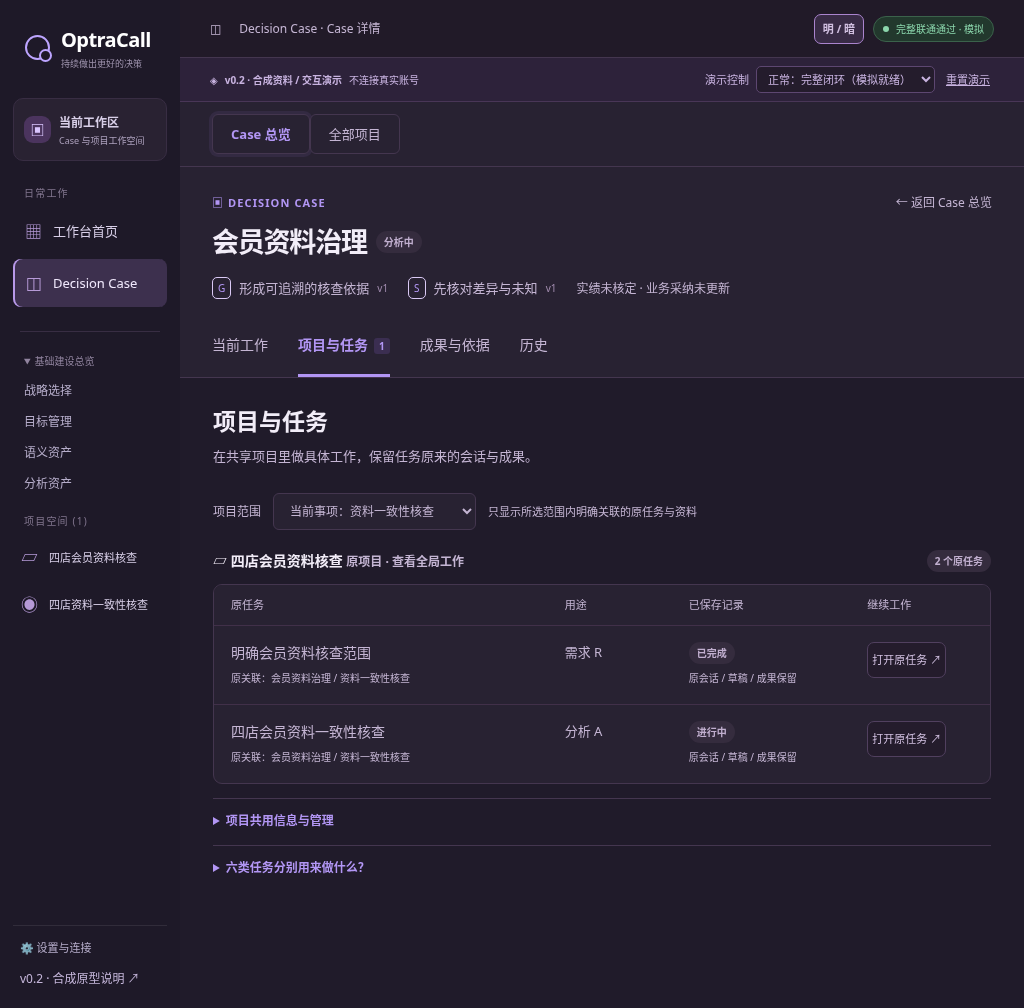 OptraCall
持续做出更好的决策
当前工作区
Case 与项目工作空间
日常工作
工作台首页
Decision Case
▼ 基础建设总览
战略选择
目标管理
语义资产
分析资产
项目空间 (1)
四店会员资料核查
四店资料一致性核查
设置与连接
v0.2 · 合成原型说明 ↗
Decision Case · Case 详情
明 / 暗
完整联通通过 · 模拟
v0.2 · 合成资料 / 交互演示 不连接真实账号
演示控制 正常：完整闭环（模拟就绪） 重置演示
Case 总览 全部项目
DECISION CASE
← 返回 Case 总览
会员资料治理 分析中
G 形成可追溯的核查依据 v1 S 先核对差异与未知 v1 实绩未核定 · 业务采纳未更新
当前工作 项目与任务 1 成果与依据 历史
项目与任务
在共享项目里做具体工作，保留任务原来的会话与成果。
项目范围 当前事项：资料一致性核查 只显示所选范围内明确关联的原任务与资料
四店会员资料核查 原项目 · 查看全局工作 2 个原任务
原任务 用途 已保存记录 继续工作
明确会员资料核查范围 需求 R 已完成 打开原任务 ↗
原关联：会员资料治理 / 资料一致性核查 原会话 / 草稿 / 成果保留
四店会员资料一致性核查 分析 A 进行中 打开原任务 ↗
原关联：会员资料治理 / 资料一致性核查 原会话 / 草稿 / 成果保留
▶ 项目共用信息与管理
▶ 六类任务分别用来做什么?